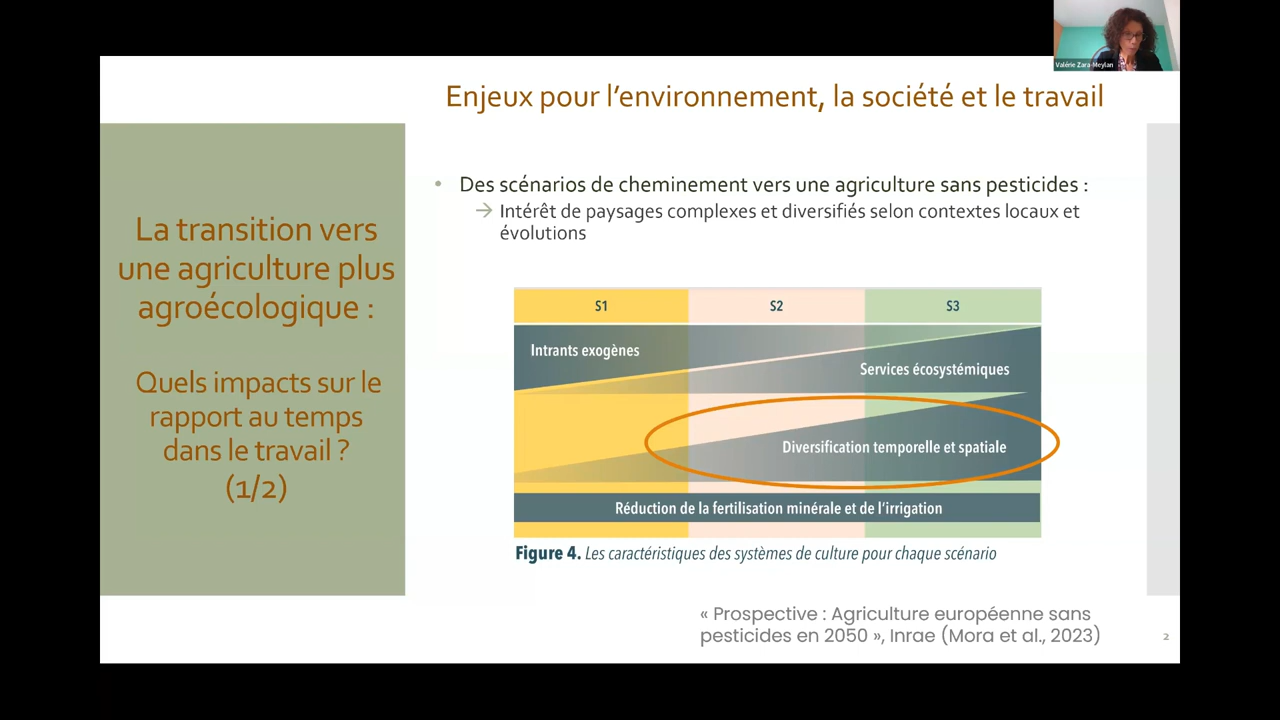 Valérie Zara-Meylan
Enjeux pour l'environnement, la société et le travail
La transition vers
une agriculture plus
agroécologique :
Quels impacts sur le
rapport au temps
dans le travail ?
(1/2)
• Des scénarios de cheminement vers une agriculture sans pesticides :
→ Intérêt de paysages complexes et diversifiés selon contextes locaux et
évolutions
S1 S2 S3
Intrants exogènes
Services écosystémiques
Diversification temporelle et spatiale
Réduction de la fertilisation minérale et de l'irrigation
Figure 4. Les caractéristiques des systèmes de culture pour chaque scénario
« Prospective : Agriculture européenne sans
pesticides en 2050 », Inrae (Mora et al., 2023)
2